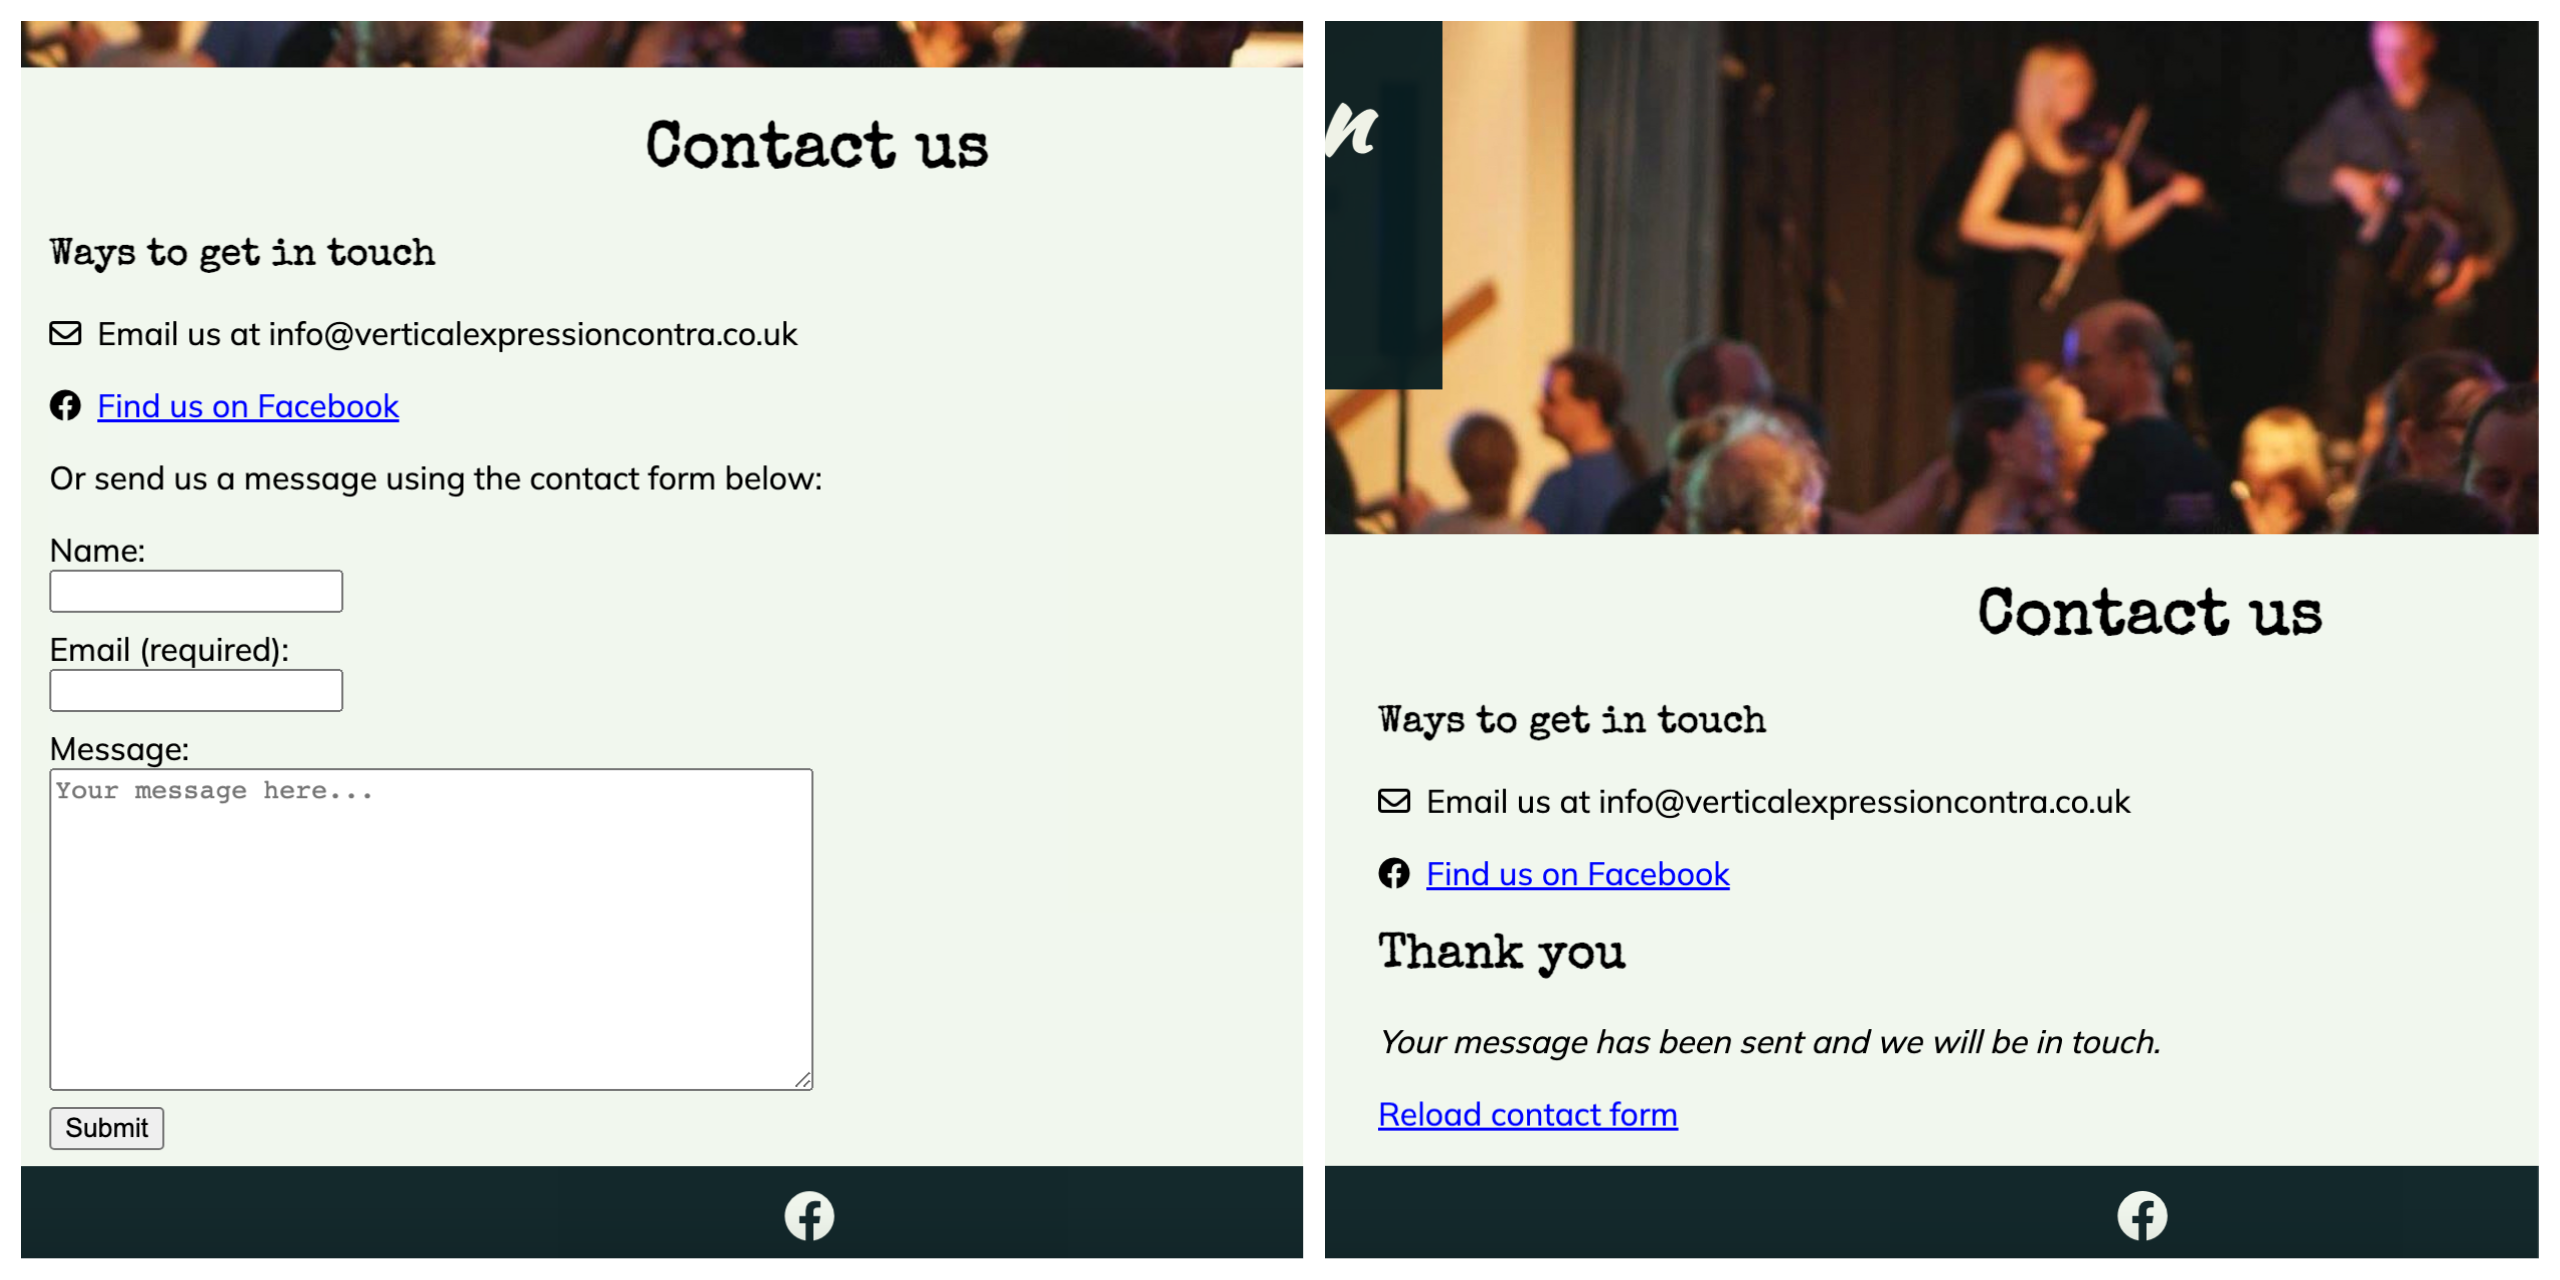 Contact us
Ways to get in touch
Email us at info@verticalexpressioncontra.co.uk
Find us on Facebook
Or send us a message using the contact form below:
Name:
Email (required):
Message:
Your message here...
Submit
n
Contact us
Ways to get in touch
Email us at info@verticalexpressioncontra.co.uk
Find us on Facebook
Thank you
Your message has been sent and we will be in touch.
Reload contact form